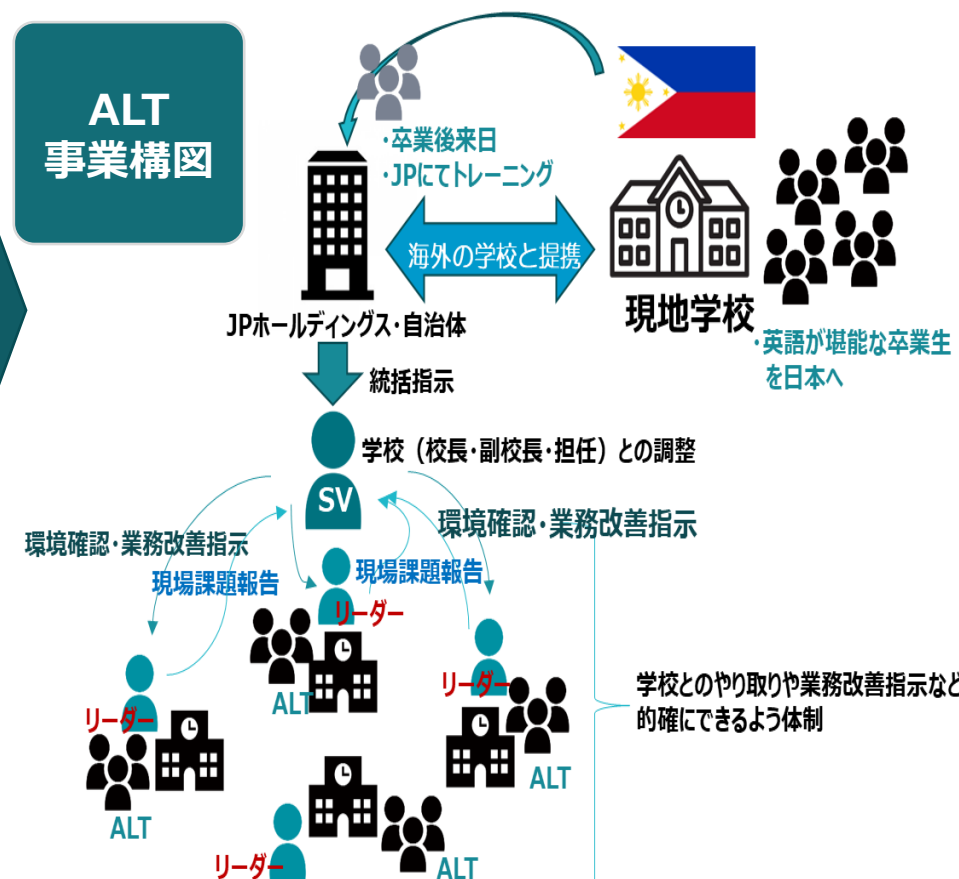 ALT
事業構図
・卒業後来日
・JPにてトレーニング
海外の学校と提携
現地学校
・英語が堪能な卒業生
を日本へ
JPホールディングス・自治体
統括指示
学校（校長・副校長・担任）との調整
SV
環境確認・業務改善指示
環境確認・業務改善指示
現場課題報告
現場課題報告
リーダー
ALT
リーダー
ALT
リーダー
ALT
リーダー
ALT
学校とのやり取りや業務改善指示など
的確にできるよう体制